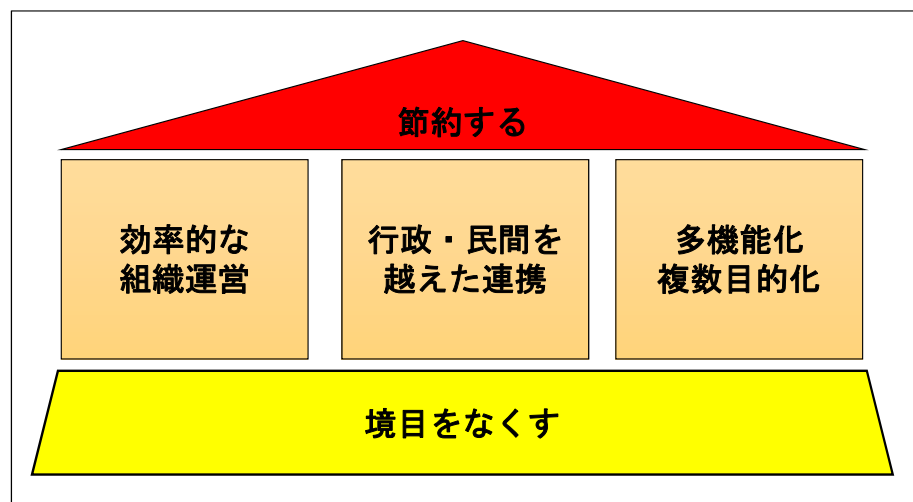 節約する
効率的な
組織運営
行政・民間を
越えた連携
多機能化
複数目的化
境目をなくす